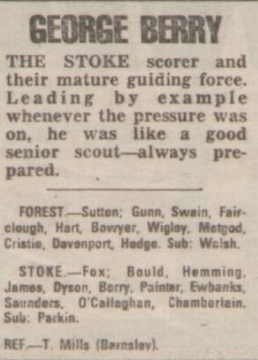 GEORGE BERRY
THE STOKE scorer and
their mature guiding force.
Leading by example
whenever the pressure was
on, he was like a good
senior scout—always pre-
pared.
FOREST.—Sutton; Gunn, Swain, Fair-
clough, Hart, Bowyer, Wigley, Metgod,
Cristie, Davenport, Hodge. Sub: Walsh.
STOKE.—Fox; Bould, Hemming,
James, Dyson, Berry, Painter, Ewbanks,
Saunders, O'Callaghan, Chamberlain.
Sub: Parkin.
REF.—T. Mills (Barnsley).